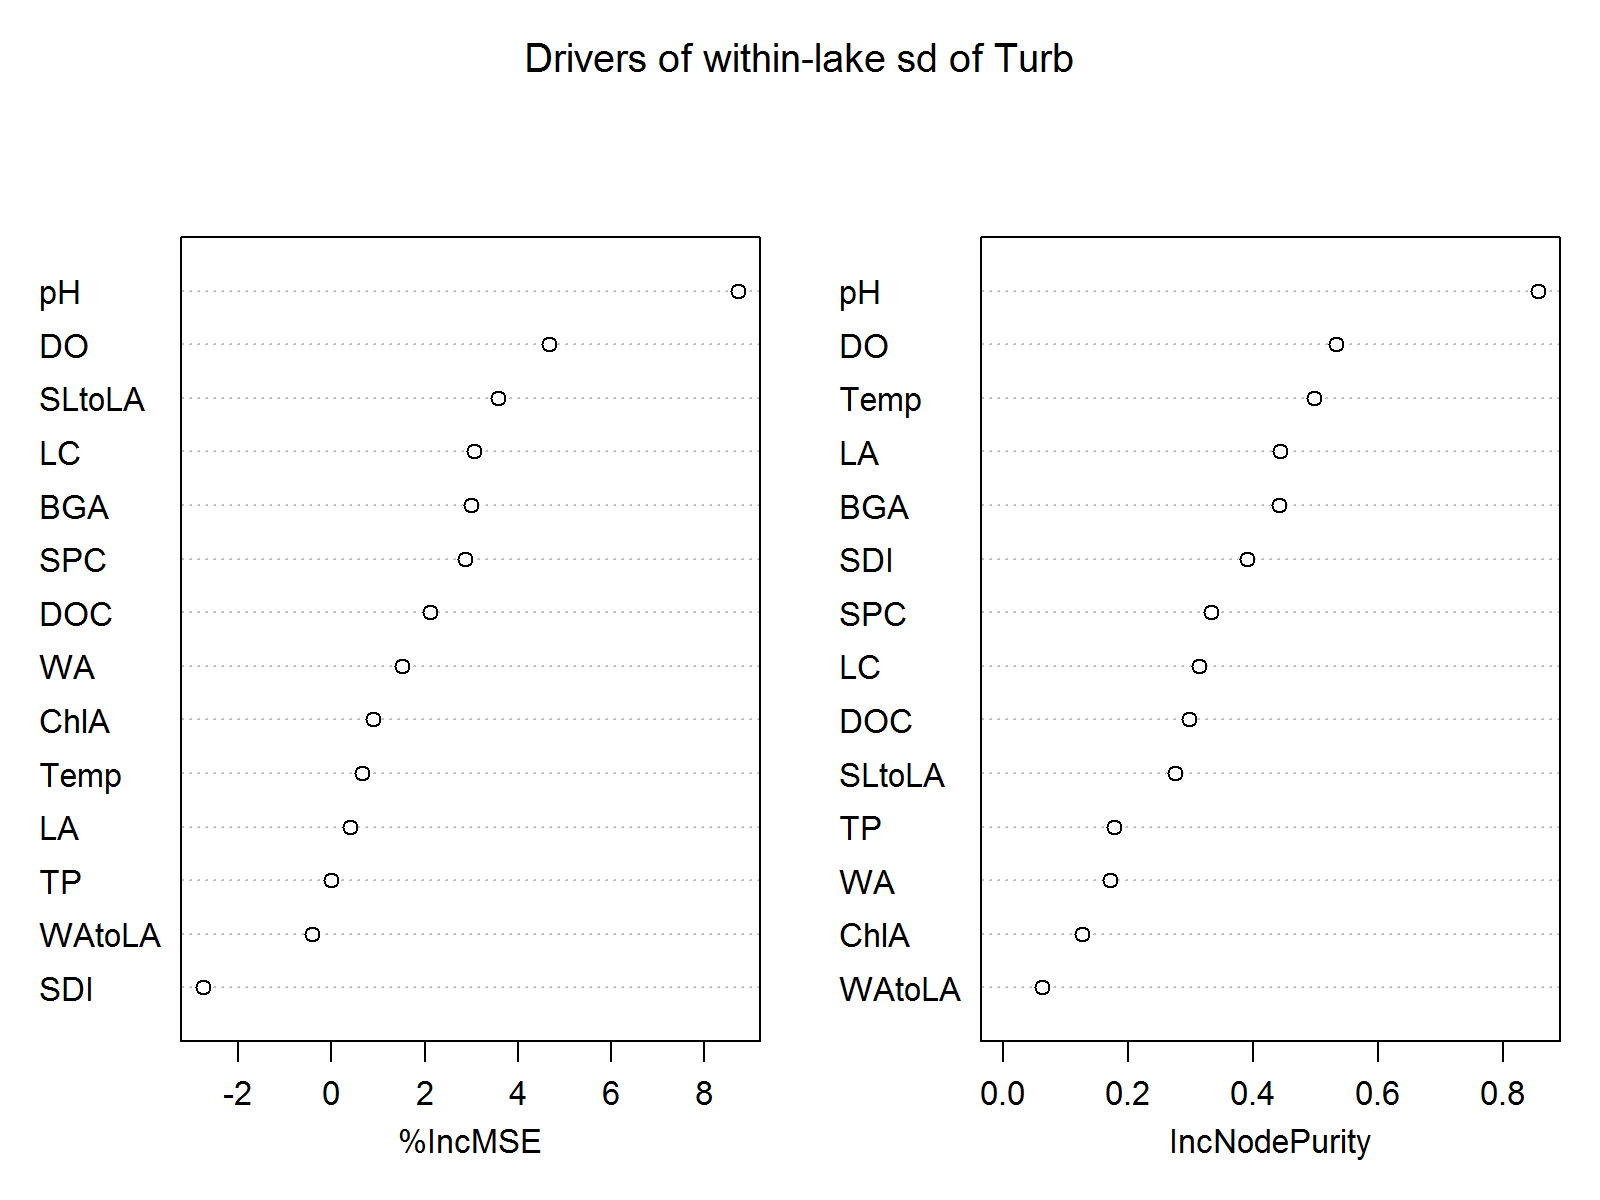 Drivers of within-lake sd of Turb
pH
DO
SLtoLA
LC
BGA
SPC
DOC
WA
ChlA
Temp
LA
TP
WAtoLA
SDI
-2 0 2 4 6 8
%IncMSE
pH
DO
Temp
LA
BGA
SDI
SPC
LC
DOC
SLtoLA
TP
WA
ChlA
WAtoLA
0.0 0.2 0.4 0.6 0.8
IncNodePurity